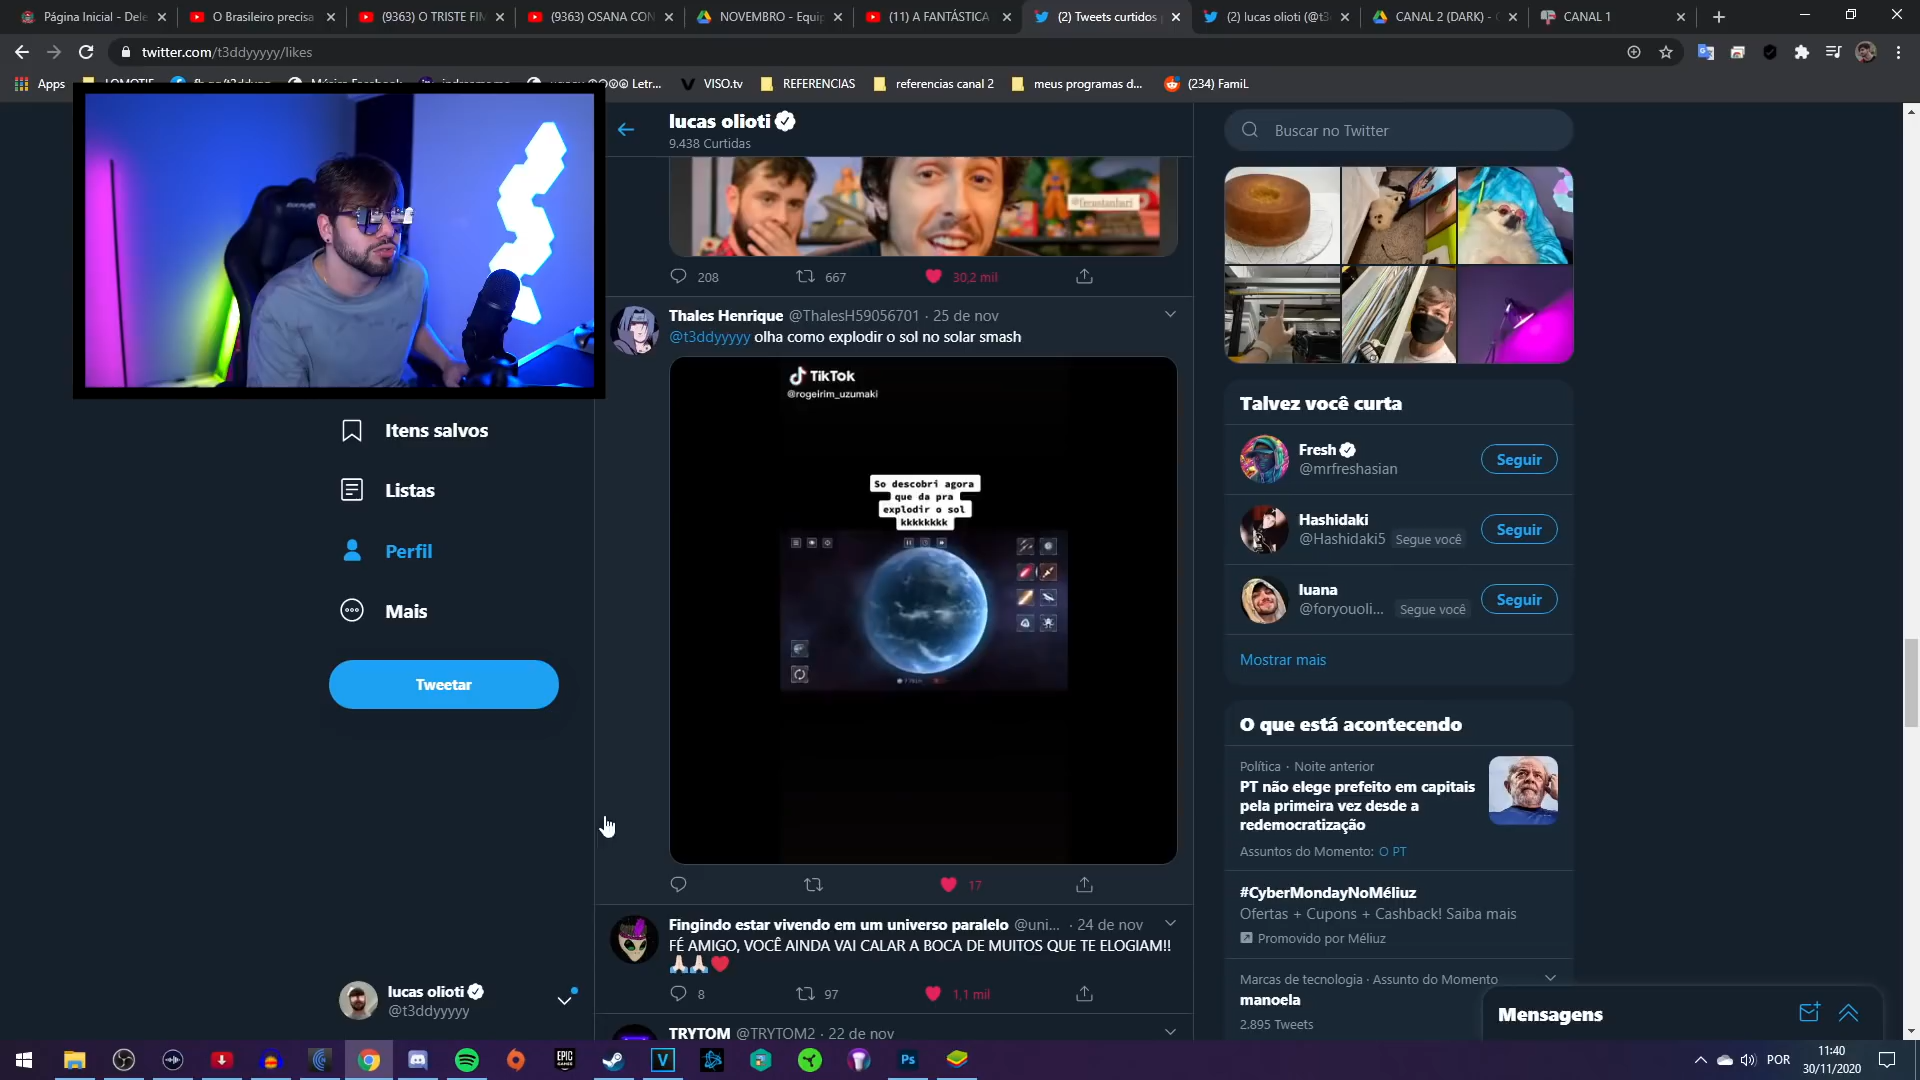 Página Inicial - Dele
O Brasileiro precisa
(9363) O TRISTE FIM
(9363) OSANA CON
NOVEMBRO - Equip
(11) A FANTÁSTICA
(2) Tweets curtidos
(2) lucas olioti (@t3
CANAL 2 (DARK) -
CANAL 1
twitter.com/t3ddyyyyy/likes
Apps
Letr...
VISO.tv
REFERENCIAS
referencias canal 2
meus programas d...
(234) FamiL
lucas olioti
9.438 Curtidas
208
667
30,2 mil
Thales Henrique @ThalesH59056701 · 25 de nov
@t3ddyyyyy olha como explodir o sol no solar smash
TikTok
@rogeirim_uzumaki
So descobri agora
que da pra
explodir o sol
kkkkkkkk
17
Fingindo estar vivendo em um universo paralelo @uni... · 24 de nov
FÉ AMIGO, VOCÊ AINDA VAI CALAR A BOCA DE MUITOS QUE TE ELOGIAM!!
🙏🏻🙏🏻❤️
8
97
1,1 mil
TRYTOM @TRYTOM2 · 22 de nov
Itens salvos
Listas
Perfil
Mais
Tweetar
lucas olioti
@t3ddyyyyy
Buscar no Twitter
Talvez você curta
Fresh
@mrfreshasian
Seguir
Hashidaki
@Hashidaki5 Segue você
Seguir
luana
@foryouoli... Segue você
Seguir
Mostrar mais
O que está acontecendo
Política · Noite anterior
PT não elege prefeito em capitais
pela primeira vez desde a
redemocratização
Assuntos do Momento: O PT
#CyberMondayNoMéliuz
Ofertas + Cupons + Cashback! Saiba mais
Promovido por Méliuz
Marcas de tecnologia · Assunto do Momento
manoela
2.895 Tweets
Mensagens
EPIC
GAMES
V
Ps
POR
11:40
30/11/2020